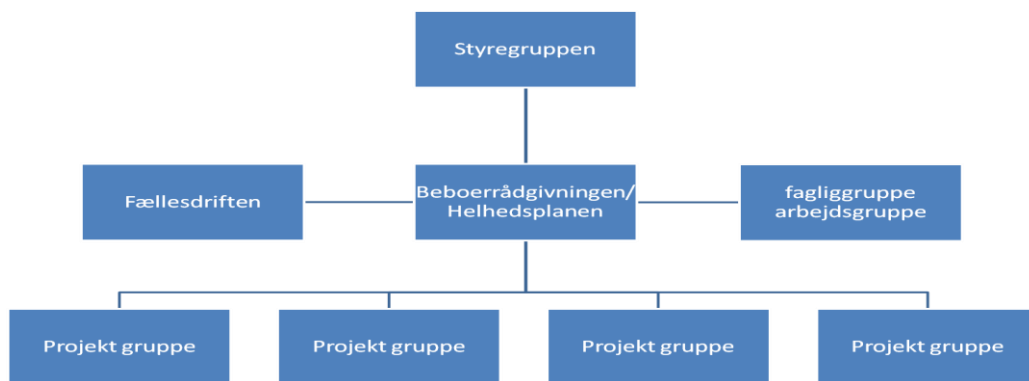 Styregruppen
Fællesdriften
Beboerrådgivningen/
Helhedsplanen
fagliggruppe
arbejdsgruppe
Projekt gruppe
Projekt gruppe
Projekt gruppe
Projekt gruppe